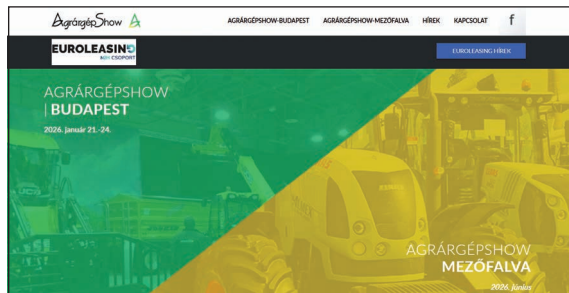 AgrárgépShow
AGRÁRGÉPSHOW-BUDAPEST AGRÁRGÉPSHOW-MEZŐFALVA HÍREK KAPCSOLAT f
EUROLEASING
CSOPORT
EUROLEASING HÍREK
AGRÁRGÉPSHOW
| BUDAPEST
2026. január 21.-24.
AGRÁRGÉPSHOW
MEZŐFALVA
2026. június